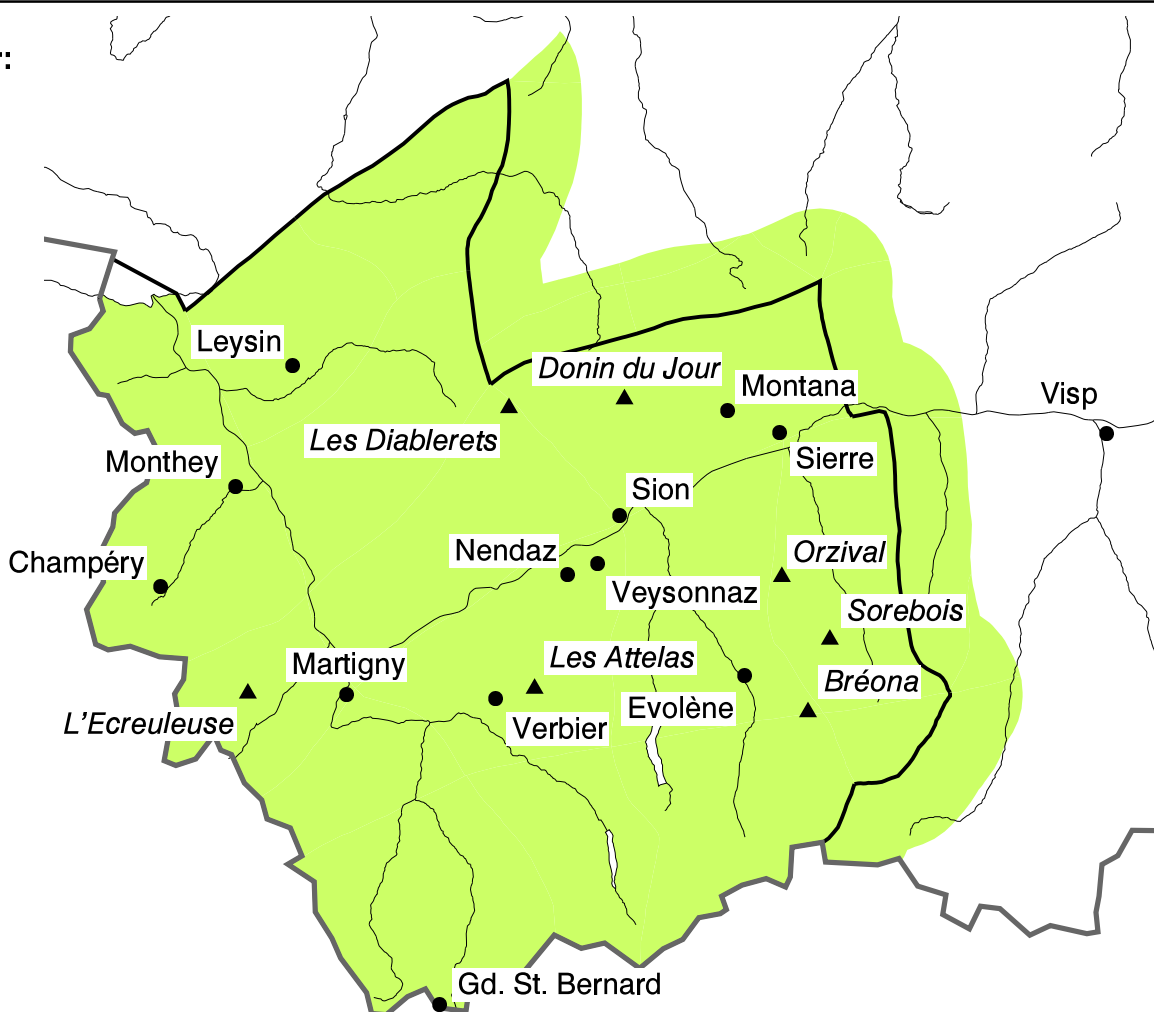 :
Leysin
Donin du Jour
Montana
Visp
Les Diablerets
Sierre
Monthey
Sion
Champéry
Nendaz
Orzival
Veysonnaz
Sorebois
Martigny
Les Attelas
Bréona
L'Ecreuleuse
Verbier
Evolène
Gd. St. Bernard